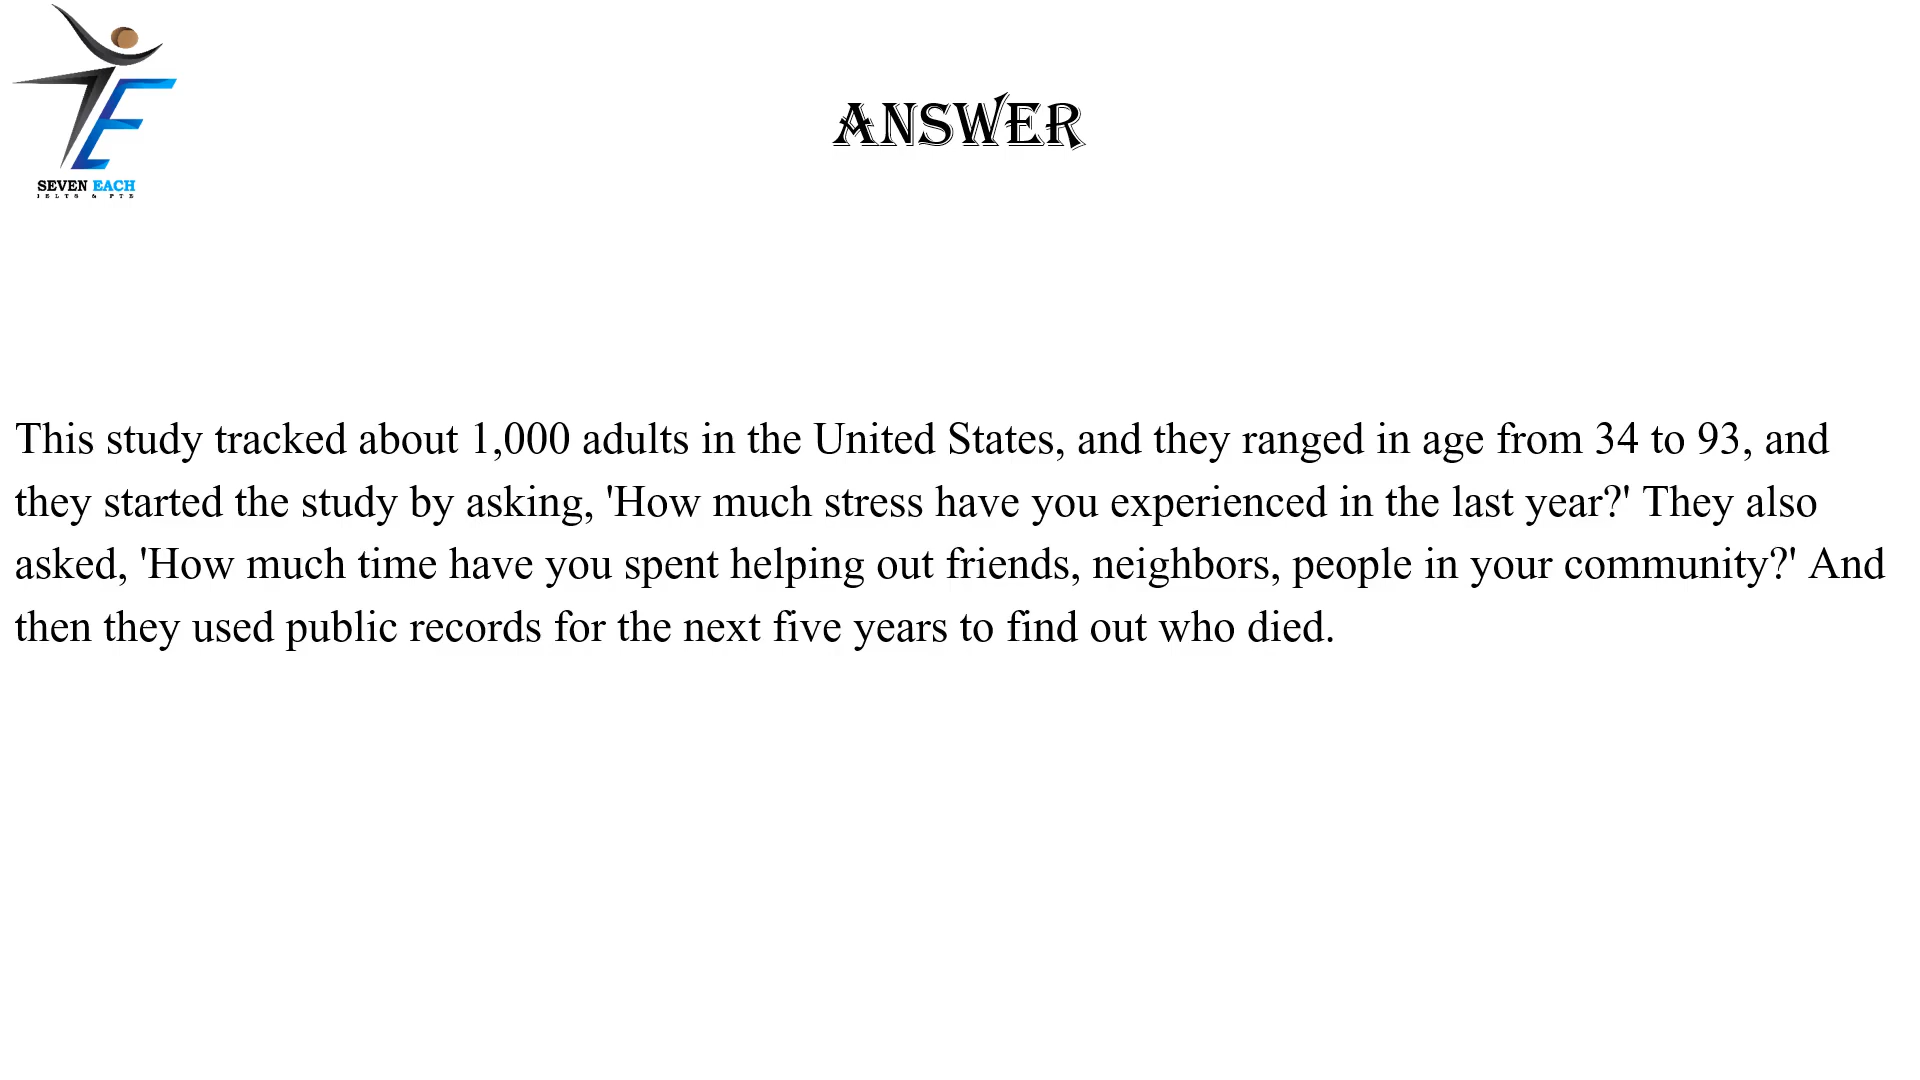 SEVEN EACH
IELTS & PTE
ANSWER
This study tracked about 1,000 adults in the United States, and they ranged in age from 34 to 93, and
they started the study by asking, 'How much stress have you experienced in the last year?' They also
asked, 'How much time have you spent helping out friends, neighbors, people in your community?' And
then they used public records for the next five years to find out who died.